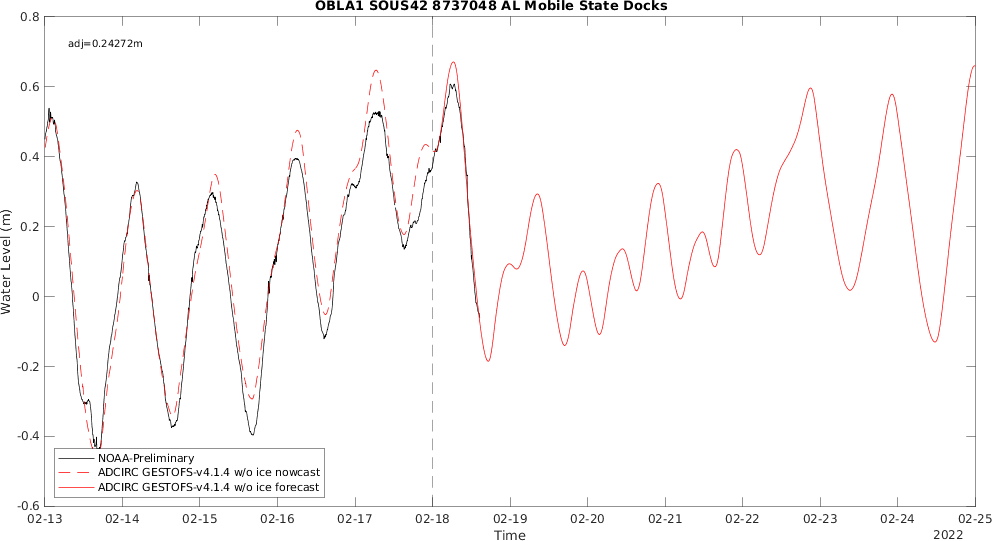 OBLA1 SOUS42 8737048 AL Mobile State Docks
adj=0.24272m
Water Level (m)
0.8
0.6
0.4
0.2
0
-0.2
-0.4
-0.6
NOAA-Preliminary
ADCIRC GESTOFS-v4.1.4 w/o ice nowcast
ADCIRC GESTOFS-v4.1.4 w/o ice forecast
02-13 02-14 02-15 02-16 02-17 02-18 02-19 02-20 02-21 02-22 02-23 02-24 02-25
Time
2022